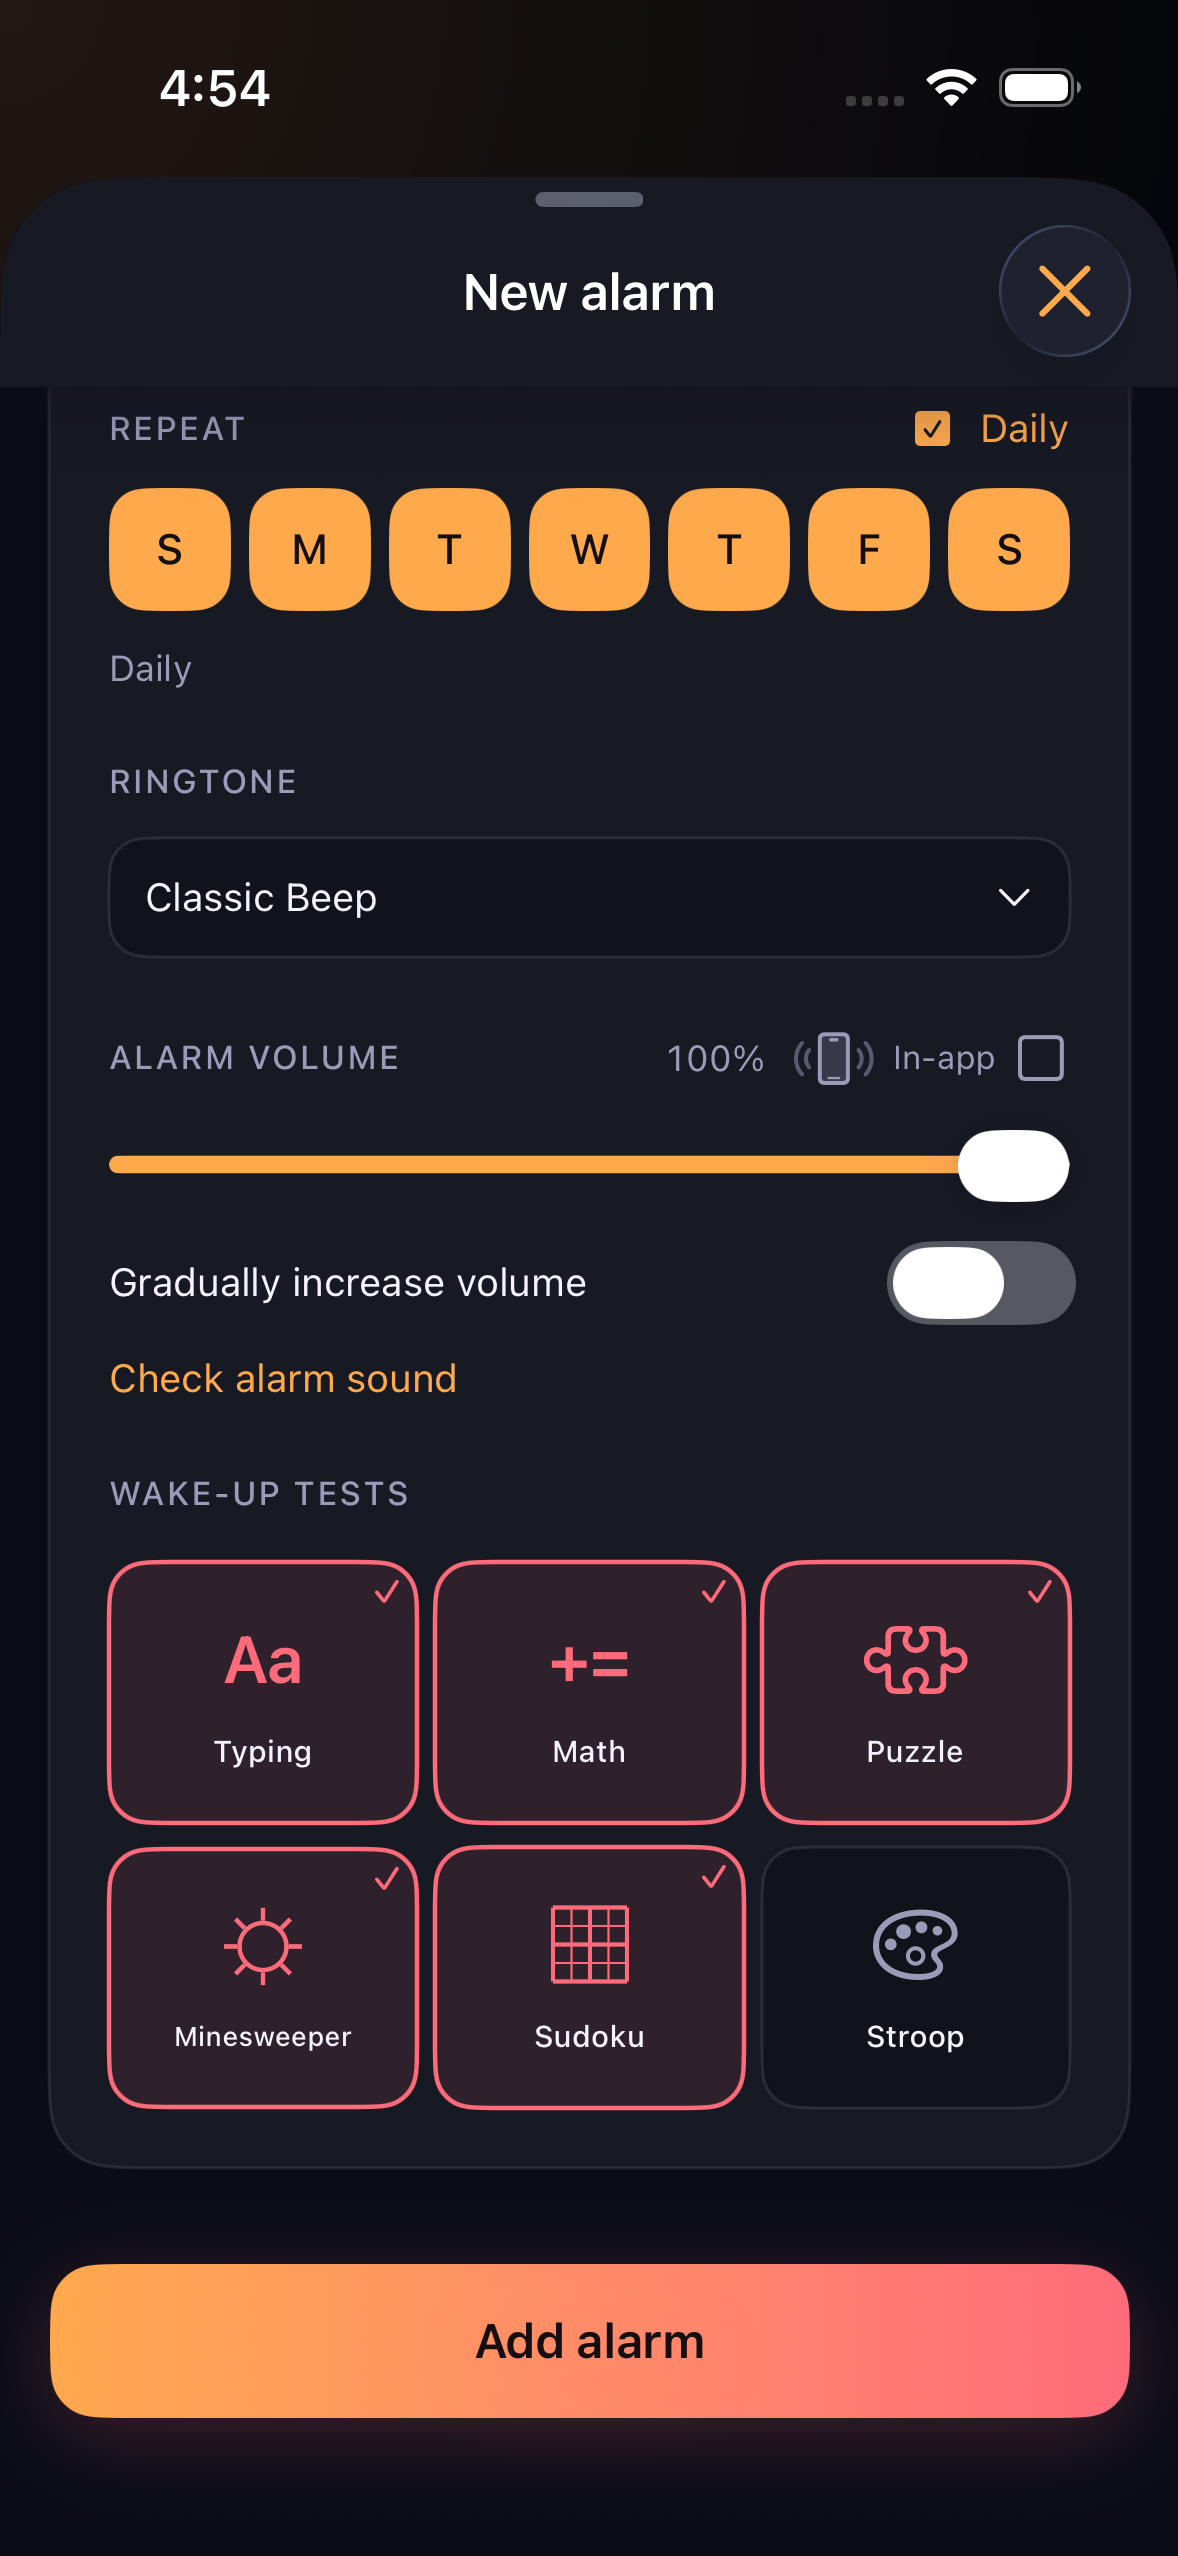 4:54
New alarm
REPEAT
Daily
S M T W T F S
Daily
RINGTONE
Classic Beep
ALARM VOLUME 100% In-app
Gradually increase volume
Check alarm sound
WAKE-UP TESTS
Aa += 
Typing Math Puzzle
Minesweeper Sudoku Stroop
Add alarm